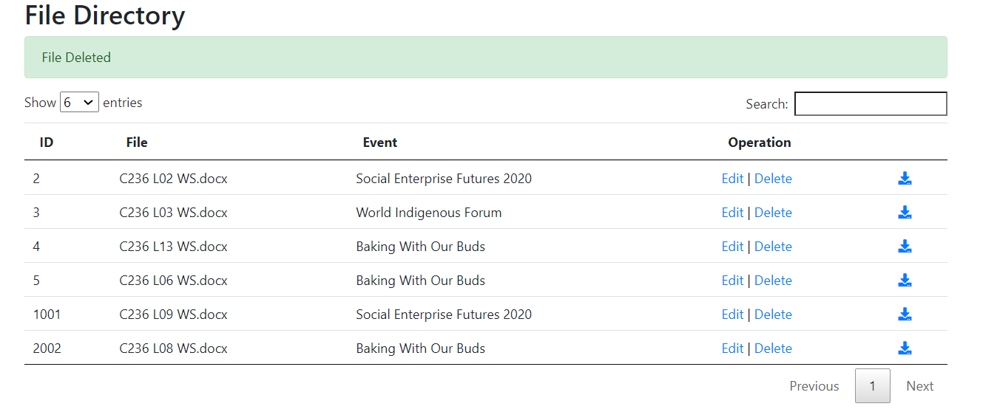 File Directory
File Deleted
Show 6 entries Search:
ID File Event Operation
2 C236 L02 WS.docx Social Enterprise Futures 2020 Edit | Delete
3 C236 L03 WS.docx World Indigenous Forum Edit | Delete
4 C236 L13 WS.docx Baking With Our Buds Edit | Delete
5 C236 L06 WS.docx Baking With Our Buds Edit | Delete
1001 C236 L09 WS.docx Social Enterprise Futures 2020 Edit | Delete
2002 C236 L08 WS.docx Baking With Our Buds Edit | Delete
Previous 1 Next